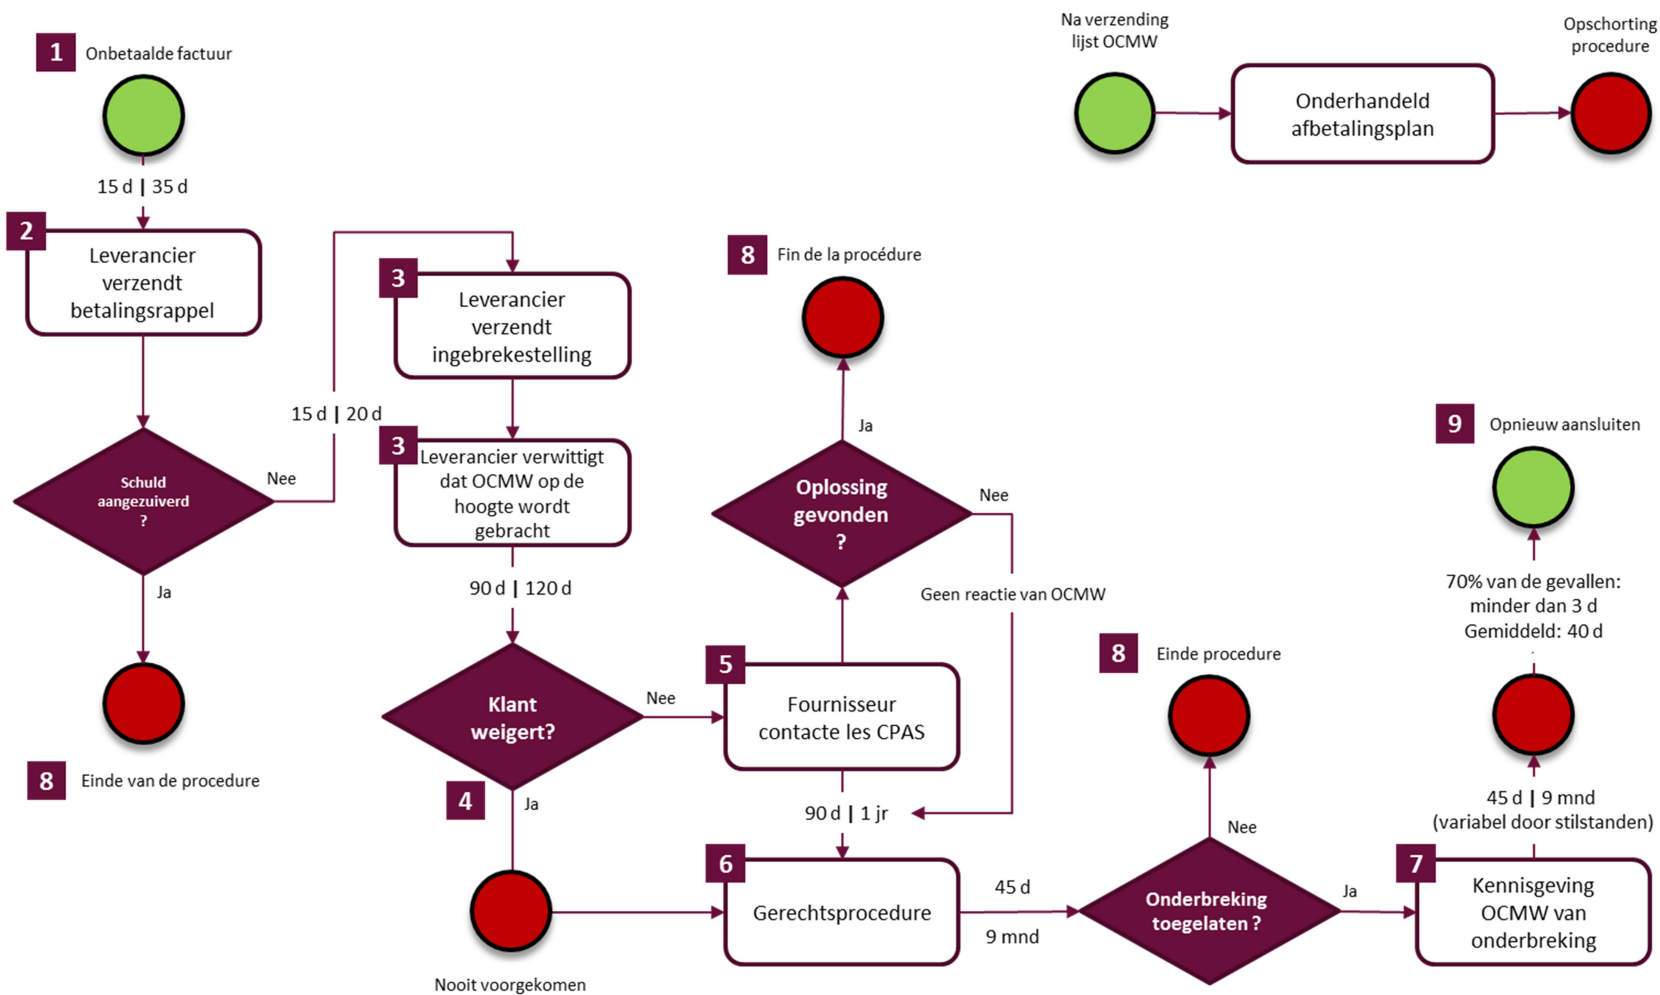 1
Onbetaalde factuur
15 d | 35 d
2
Leverancier
verzendt
betalingsrappel
Schuld
aangezuiverd
?
Nee
Ja
8
Einde van de procedure
15 d | 20 d
3
Leverancier
verzendt
ingebrekestelling
3
Leverancier verwittigt
dat OCMW op de
hoogte wordt
gebracht
90 d | 120 d
Klant
weigert?
Nee
4
Ja
Nooit voorgekomen
5
Fournisseur
contacte les CPAS
Oplossing
gevonden
?
Ja
8
Fin de la procédure
Nee
Geen reactie van OCMW
90 d | 1 jr
6
Gerechtsprocedure
45 d
9 mnd
Onderbreking
toegelaten ?
Nee
8
Einde procedure
Ja
7
Kennisgeving
OCMW van
onderbreking
45 d | 9 mnd
(variabel door stilstanden)
70% van de gevallen:
minder dan 3 d
Gemiddeld: 40 d
9
Opnieuw aansluiten
Na verzending
lijst OCMW
Onderhandeld
afbetalingsplan
Opschorting
procedure